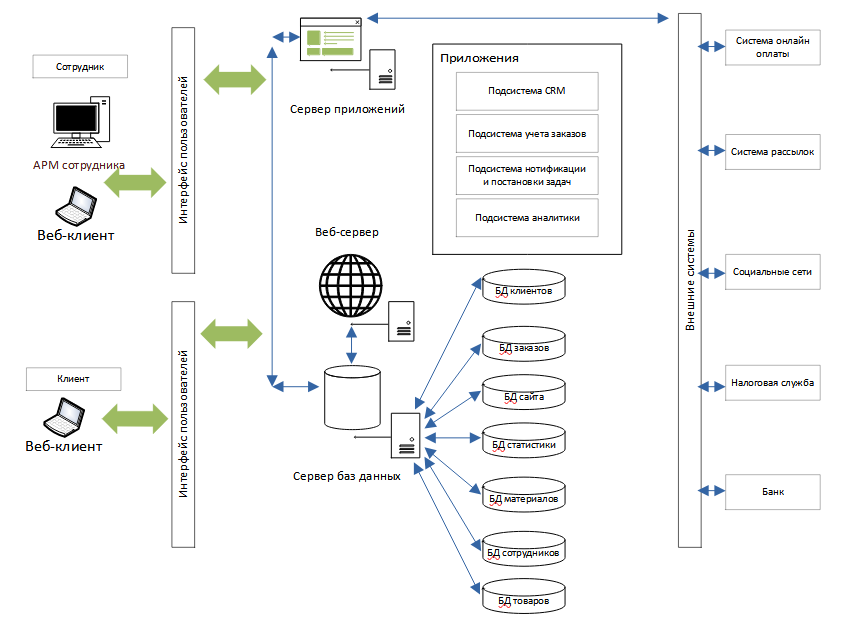 Сотрудник
АРМ сотрудника
Веб-клиент
Интерфейс пользователей
Клиент
Веб-клиент
Интерфейс пользователей
Сервер приложений
Веб-сервер
Сервер баз данных
Приложения
Подсистема CRM
Подсистема учета заказов
Подсистема нотификации
и постановки задач
Подсистема аналитики
БД клиентов
БД заказов
БД сайта
БД статистики
БД материалов
БД сотрудников
БД товаров
Внешние системы
Система онлайн
оплаты
Система рассылок
Социальные сети
Налоговая служба
Банк